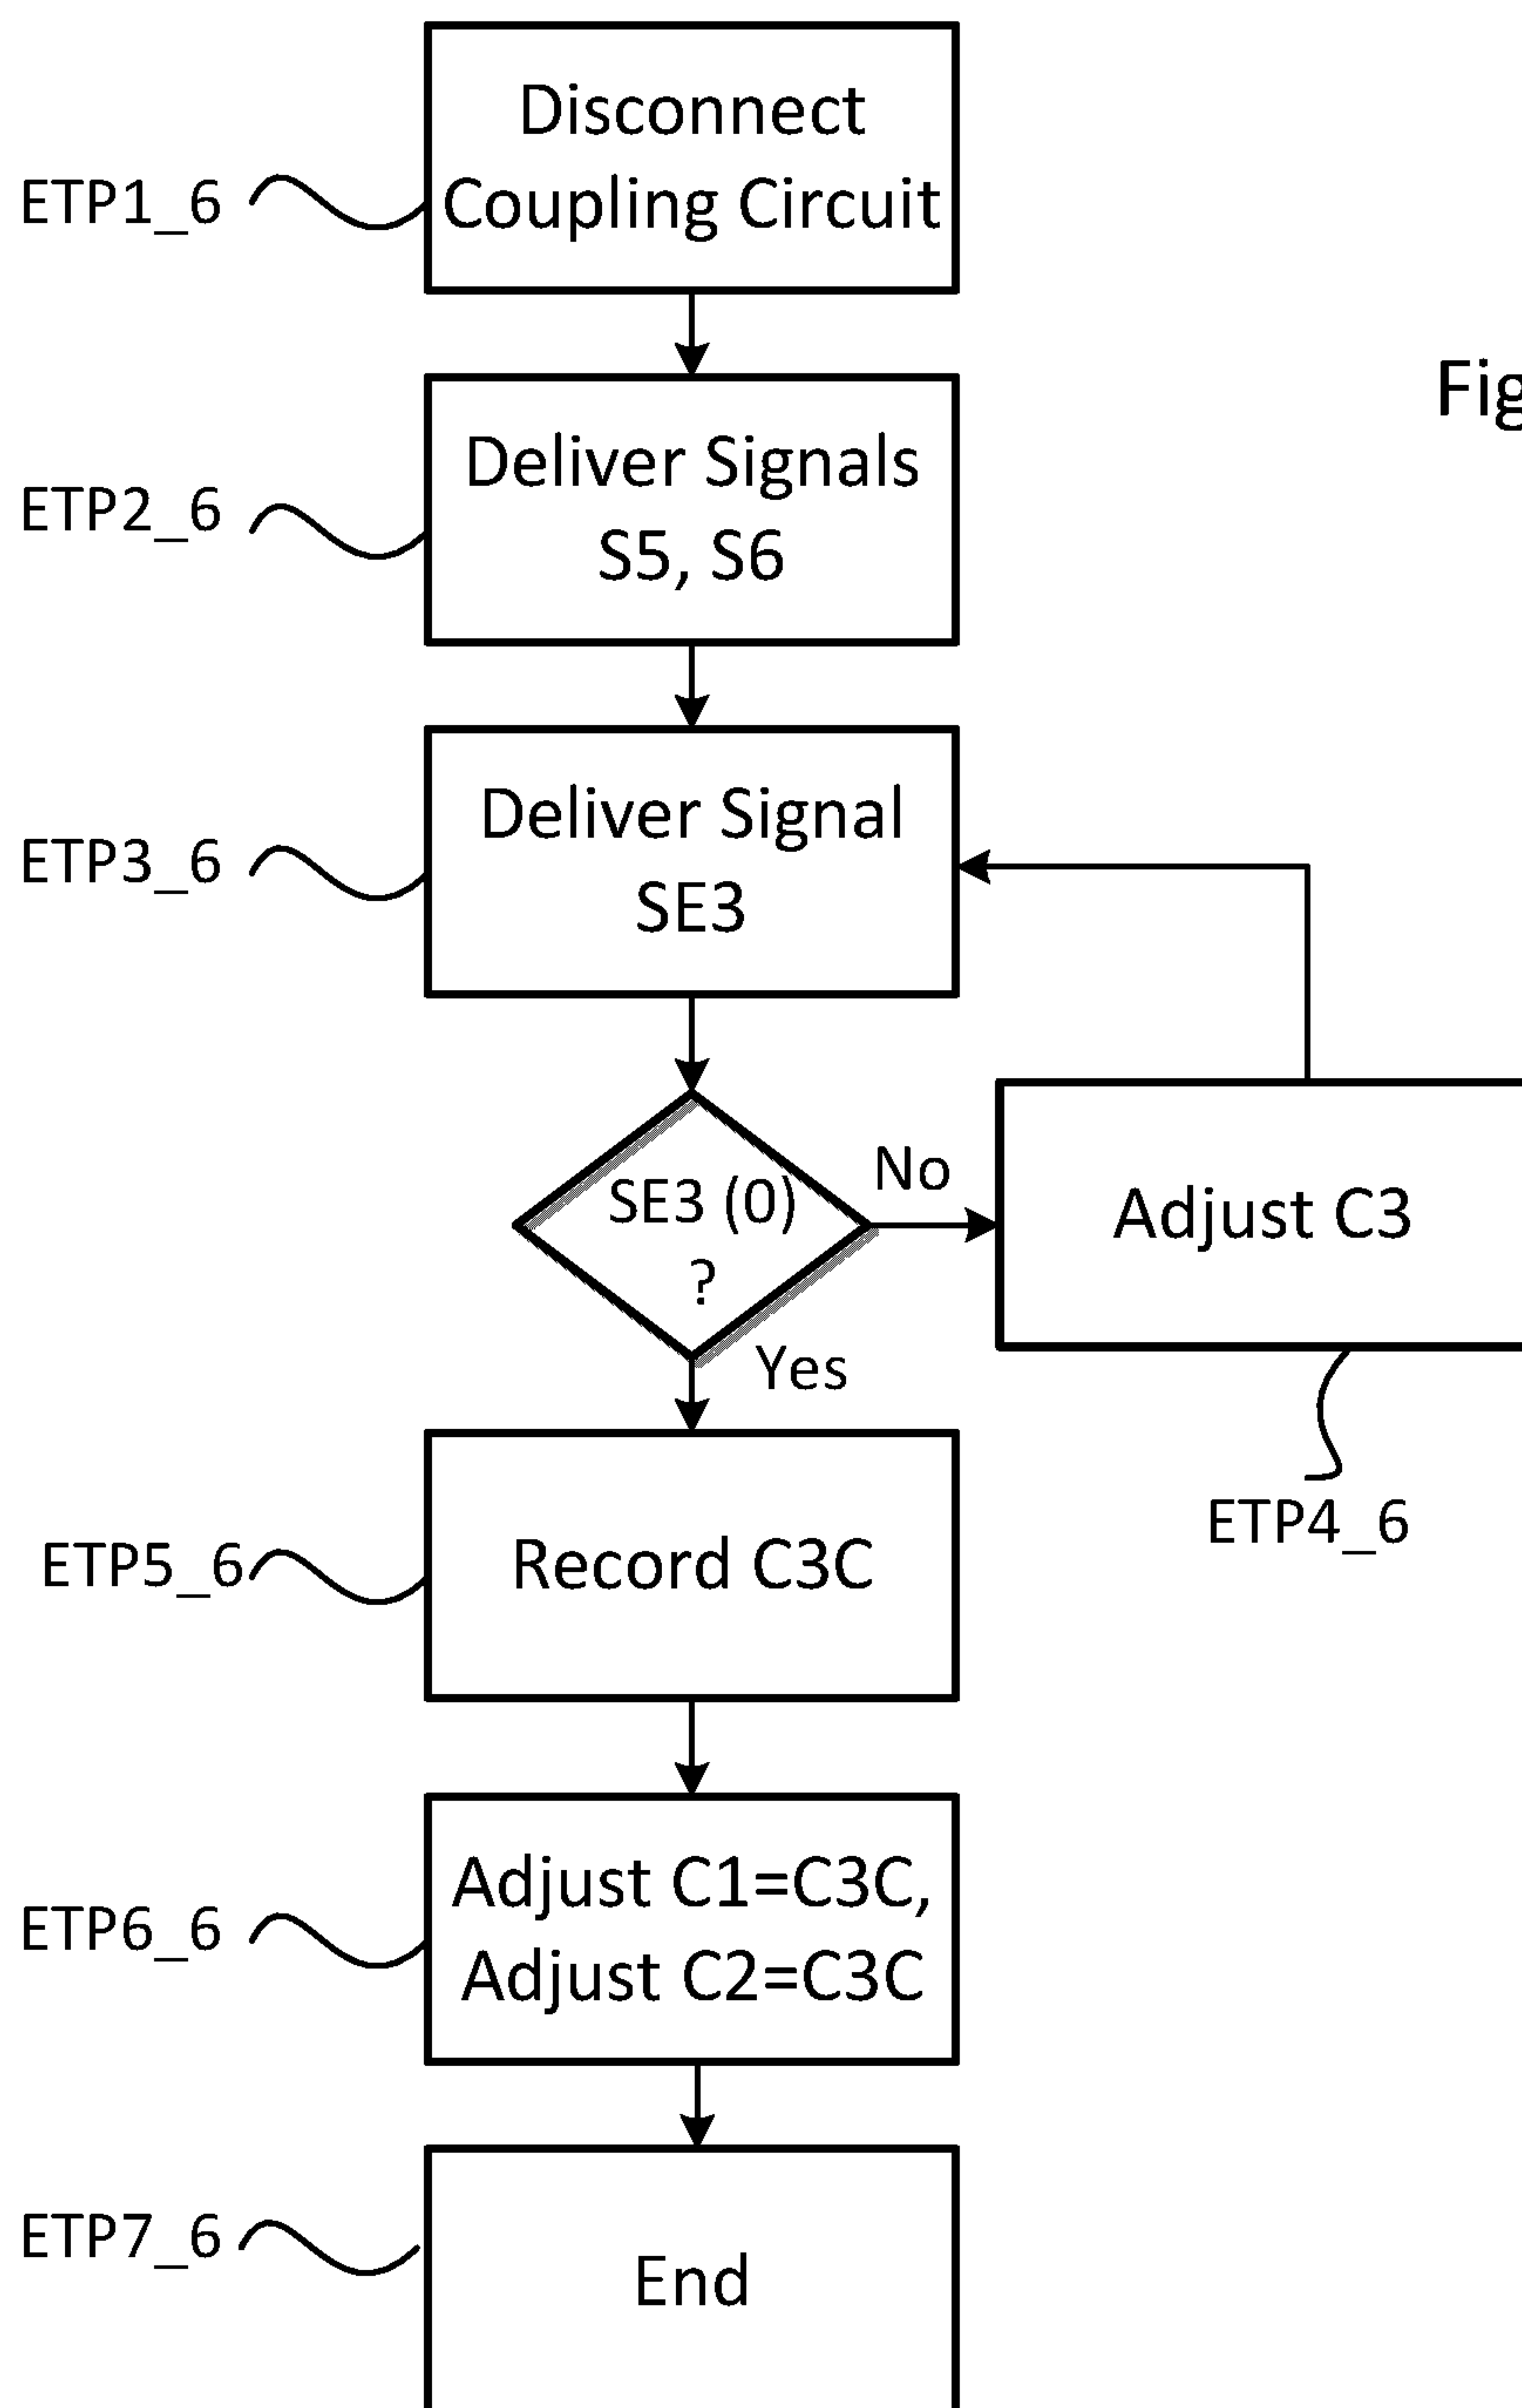 Disconnect
Coupling Circuit
ETP1_6
Deliver Signals
S5, S6
ETP2_6
Fig
Deliver Signal
SE3
ETP3_6
SE3 (0)
?
No
Yes
Adjust C3
ETP4_6
Record C3C
ETP5_6
Adjust C1=C3C,
Adjust C2=C3C
ETP6_6
End
ETP7_6